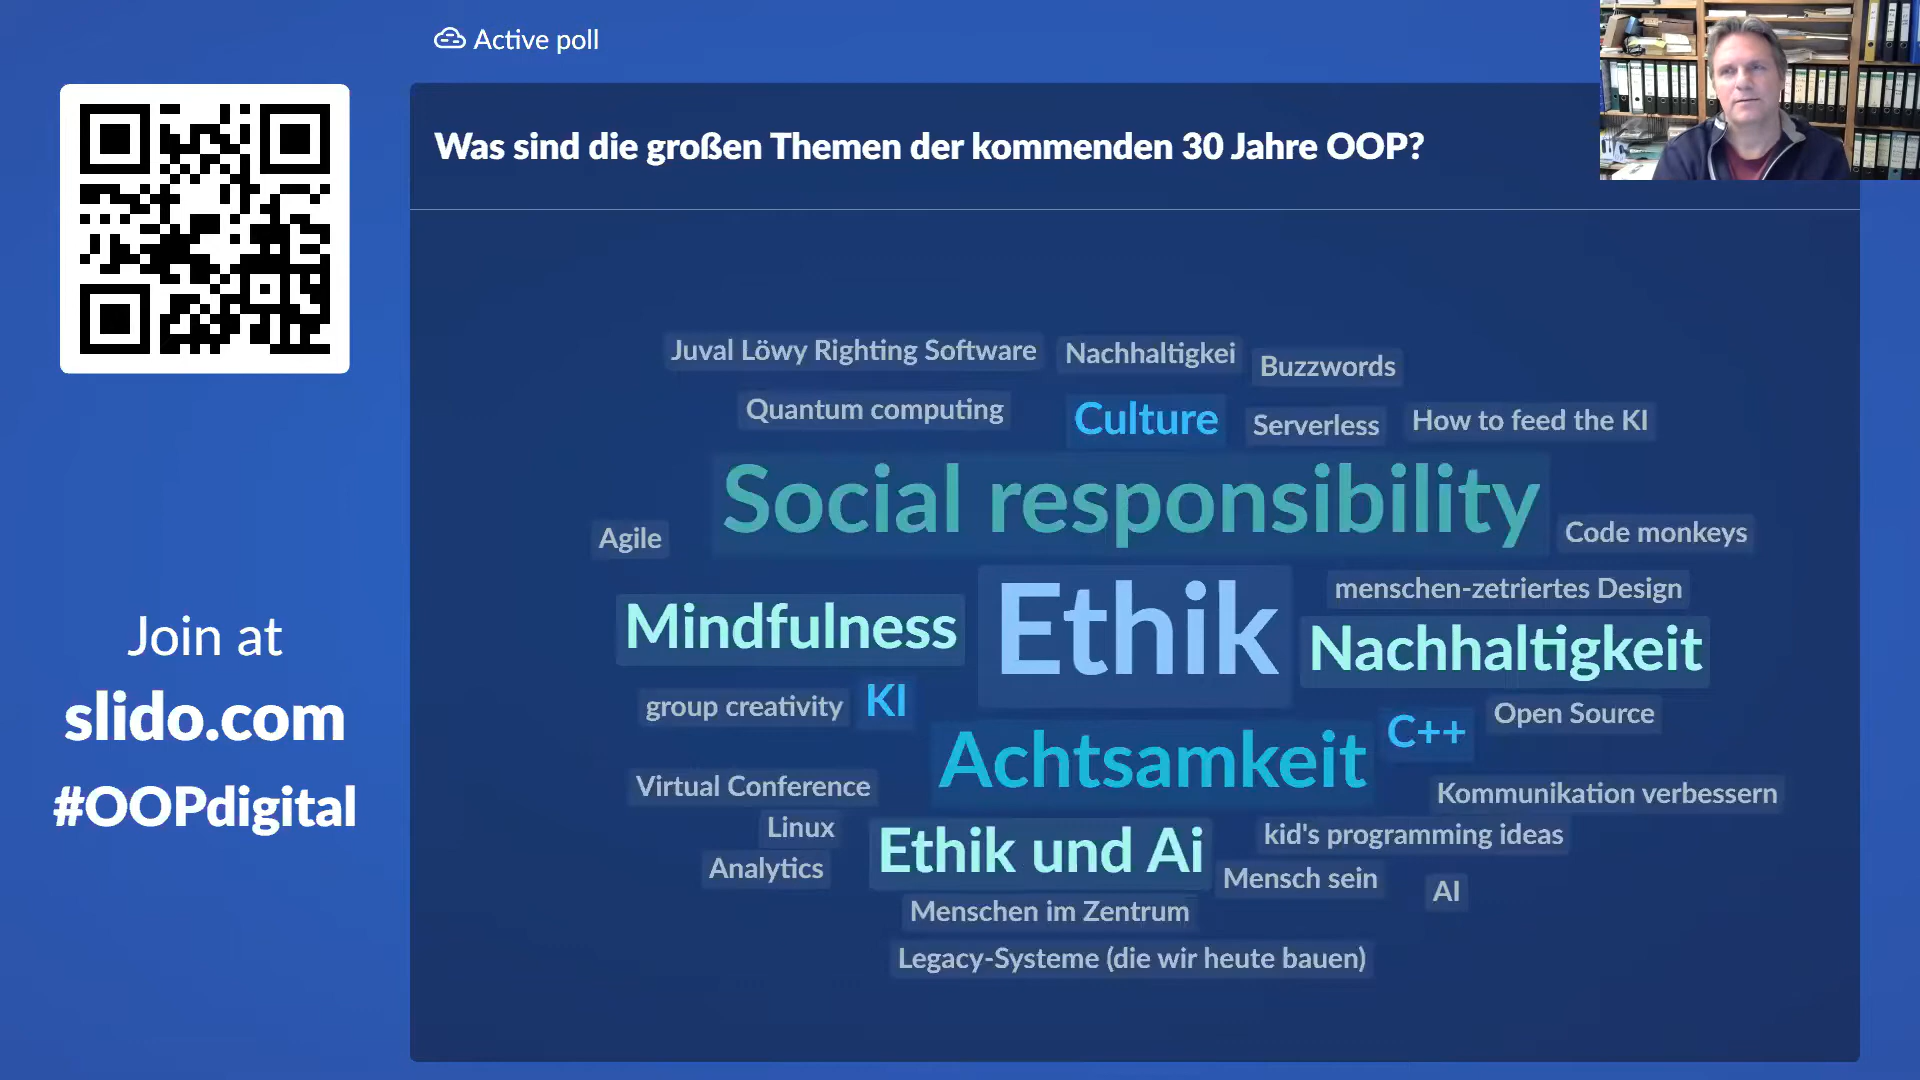 Active poll
Was sind die großen Themen der kommenden 30 Jahre OOP?
Juval Löwy Righting Software
Nachhaltigkei
Buzzwords
Quantum computing
Culture
Serverless
How to feed the KI
Social responsibility
Agile
Code monkeys
Ethik
menschen-zetriertes Design
Mindfulness
Nachhaltigkeit
group creativity
KI
Open Source
C++
Achtsamkeit
Virtual Conference
Kommunikation verbessern
Linux
kid's programming ideas
Ethik und Ai
Analytics
Mensch sein
AI
Menschen im Zentrum
Legacy-Systeme (die wir heute bauen)
Join at
slido.com
#OOPdigital